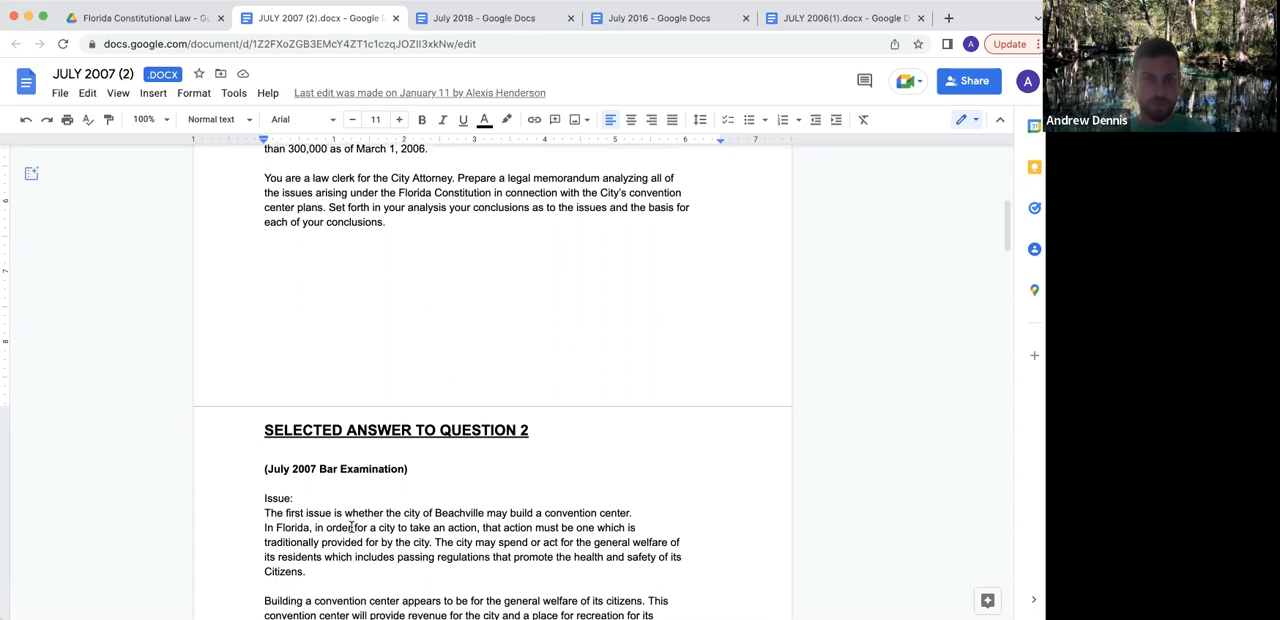 Florida Constitutional Law - Go
JULY 2007 (2).docx - Google D
July 2018 - Google Docs
July 2016 - Google Docs
JULY 2006(1).docx - Google D
docs.google.com/document/d/1Z2FXoZGB3EMcY4ZT1c1czqJOZII3xkNw/edit
Update
JULY 2007 (2) .DOCX
File Edit View Insert Format Tools Help Last edit was made on January 11 by Alexis Henderson
Share
A
Andrew Dennis
100% Normal text Arial 11 B I U A
1 1 2 3 4 5 6 7
than 300,000 as of March 1, 2006.
You are a law clerk for the City Attorney. Prepare a legal memorandum analyzing all of
the issues arising under the Florida Constitution in connection with the City's convention
center plans. Set forth in your analysis your conclusions as to the issues and the basis for
each of your conclusions.
SELECTED ANSWER TO QUESTION 2
(July 2007 Bar Examination)
Issue:
The first issue is whether the city of Beachville may build a convention center.
In Florida, in order for a city to take an action, that action must be one which is
traditionally provided for by the city. The city may spend or act for the general welfare of
its residents which includes passing regulations that promote the health and safety of its
Citizens.
Building a convention center appears to be for the general welfare of its citizens. This
convention center will provide revenue for the city and a place for recreation for its